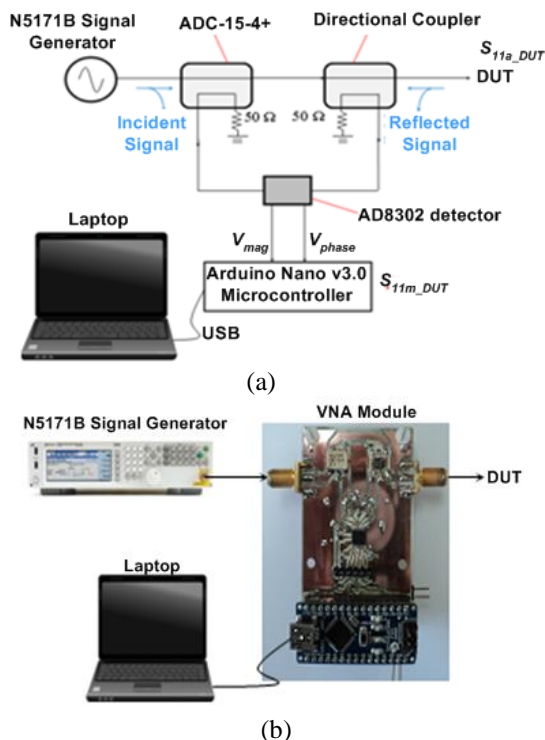 N5171B Signal
Generator
ADC-15-4+
Directional Coupler
S11a_DUT
DUT
50 Ω
50 Ω
Incident
Signal
Reflected
Signal
AD8302 detector
Laptop
Vmag
Vphase
Arduino Nano v3.0
Microcontroller
S11m_DUT
USB
(a)
N5171B Signal Generator
VNA Module
DUT
Laptop
(b)